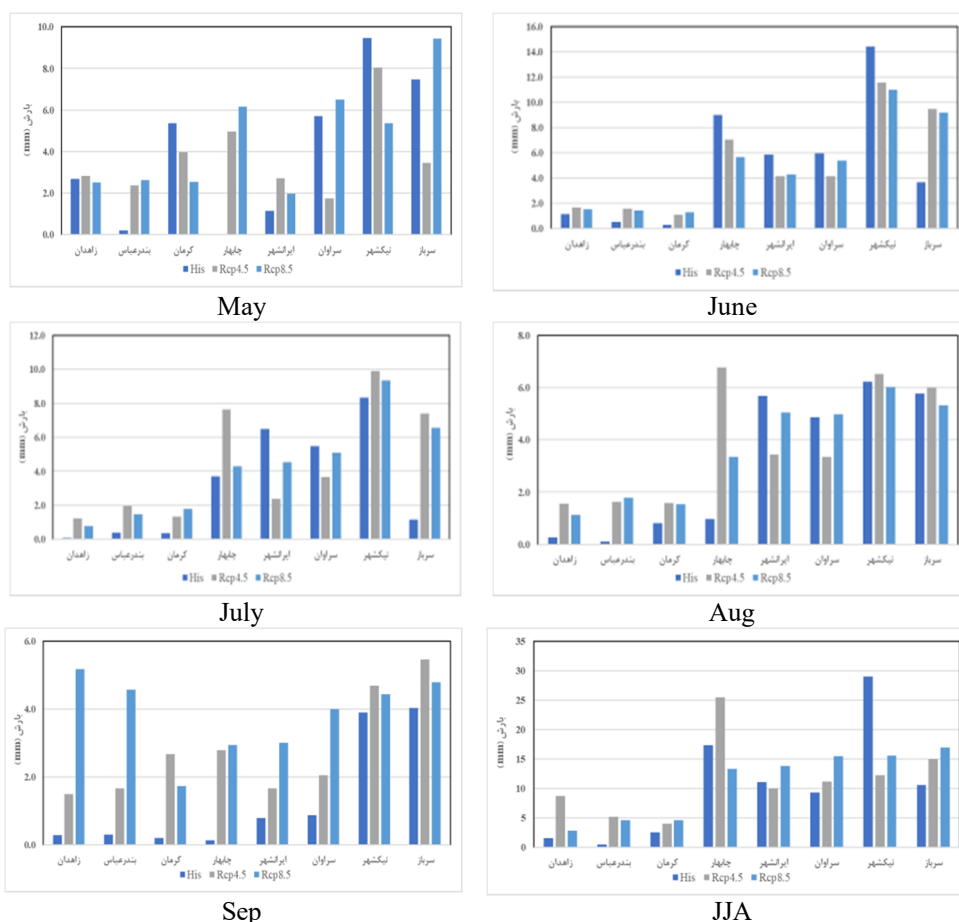 10.0
8.0
6.0
4.0
2.0
0.0
بارش (mm)
زاهدان بندرعباس کرمان چابهار ایرانشهر سراوان نیکشهر سرباز
His Rcp4.5 Rcp8.5
May
16.0
14.0
12.0
10.0
8.0
6.0
4.0
2.0
0.0
بارش (mm)
زاهدان بندرعباس کرمان چابهار ایرانشهر سراوان نیکشهر سرباز
His Rcp4.5 Rcp8.5
June
12.0
10.0
8.0
6.0
4.0
2.0
0.0
بارش (mm)
زاهدان بندرعباس کرمان چابهار ایرانشهر سراوان نیکشهر سرباز
His Rcp4.5 Rcp8.5
July
8.0
6.0
4.0
2.0
0.0
بارش (mm)
زاهدان بندرعباس کرمان چابهار ایرانشهر سراوان نیکشهر سرباز
His Rcp4.5 Rcp8.5
Aug
6.0
4.0
2.0
0.0
بارش (mm)
زاهدان بندرعباس کرمان چابهار ایرانشهر سراوان نیکشهر سرباز
His Rcp4.5 Rcp8.5
Sep
35
30
25
20
15
10
5
0
بارش (mm)
زاهدان بندرعباس کرمان چابهار ایرانشهر سراوان نیکشهر سرباز
His Rcp4.5 Rcp8.5
JJA